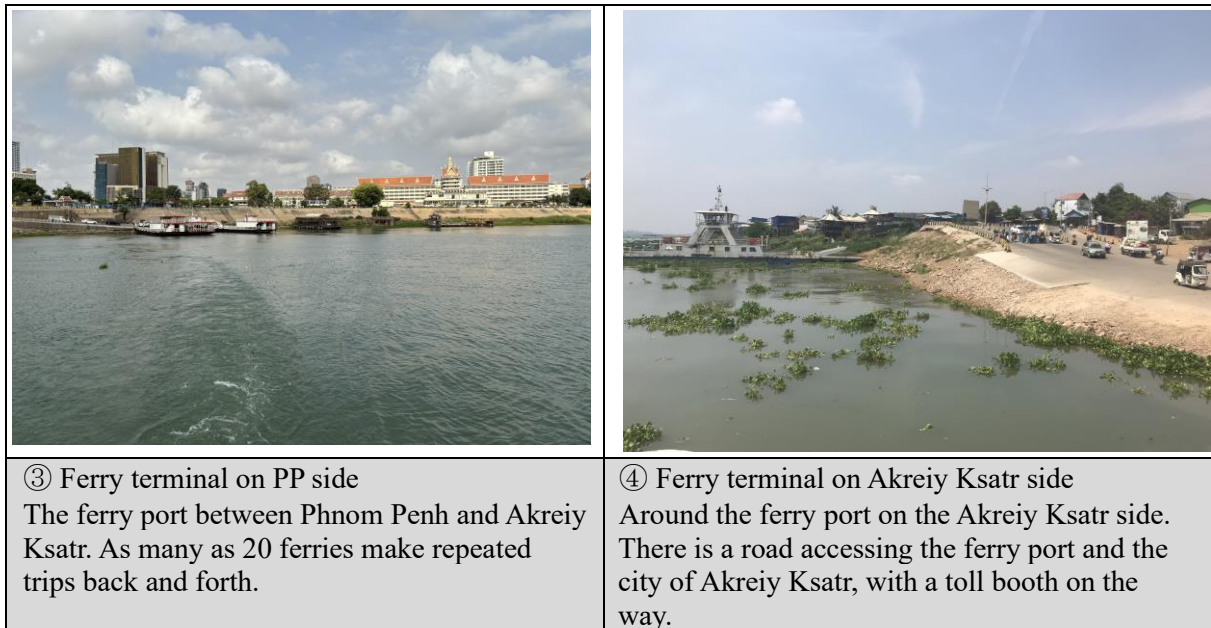 ③ Ferry terminal on PP side
The ferry port between Phnom Penh and Akreiy
Ksatr. As many as 20 ferries make repeated
trips back and forth.
④ Ferry terminal on Akreiy Ksatr side
Around the ferry port on the Akreiy Ksatr side.
There is a road accessing the ferry port and the
city of Akreiy Ksatr, with a toll booth on the
way.